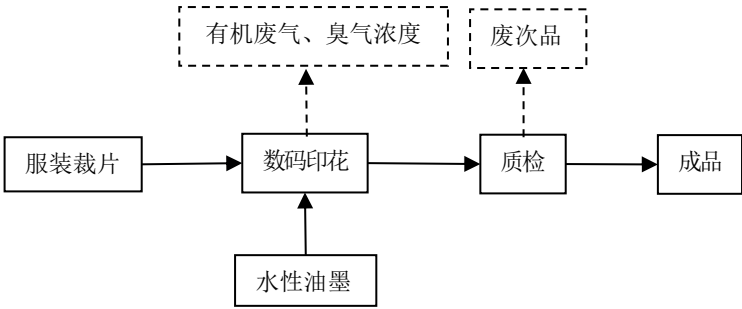 有机废气、臭气浓度
废次品
服装裁片
数码印花
质检
成品
水性油墨